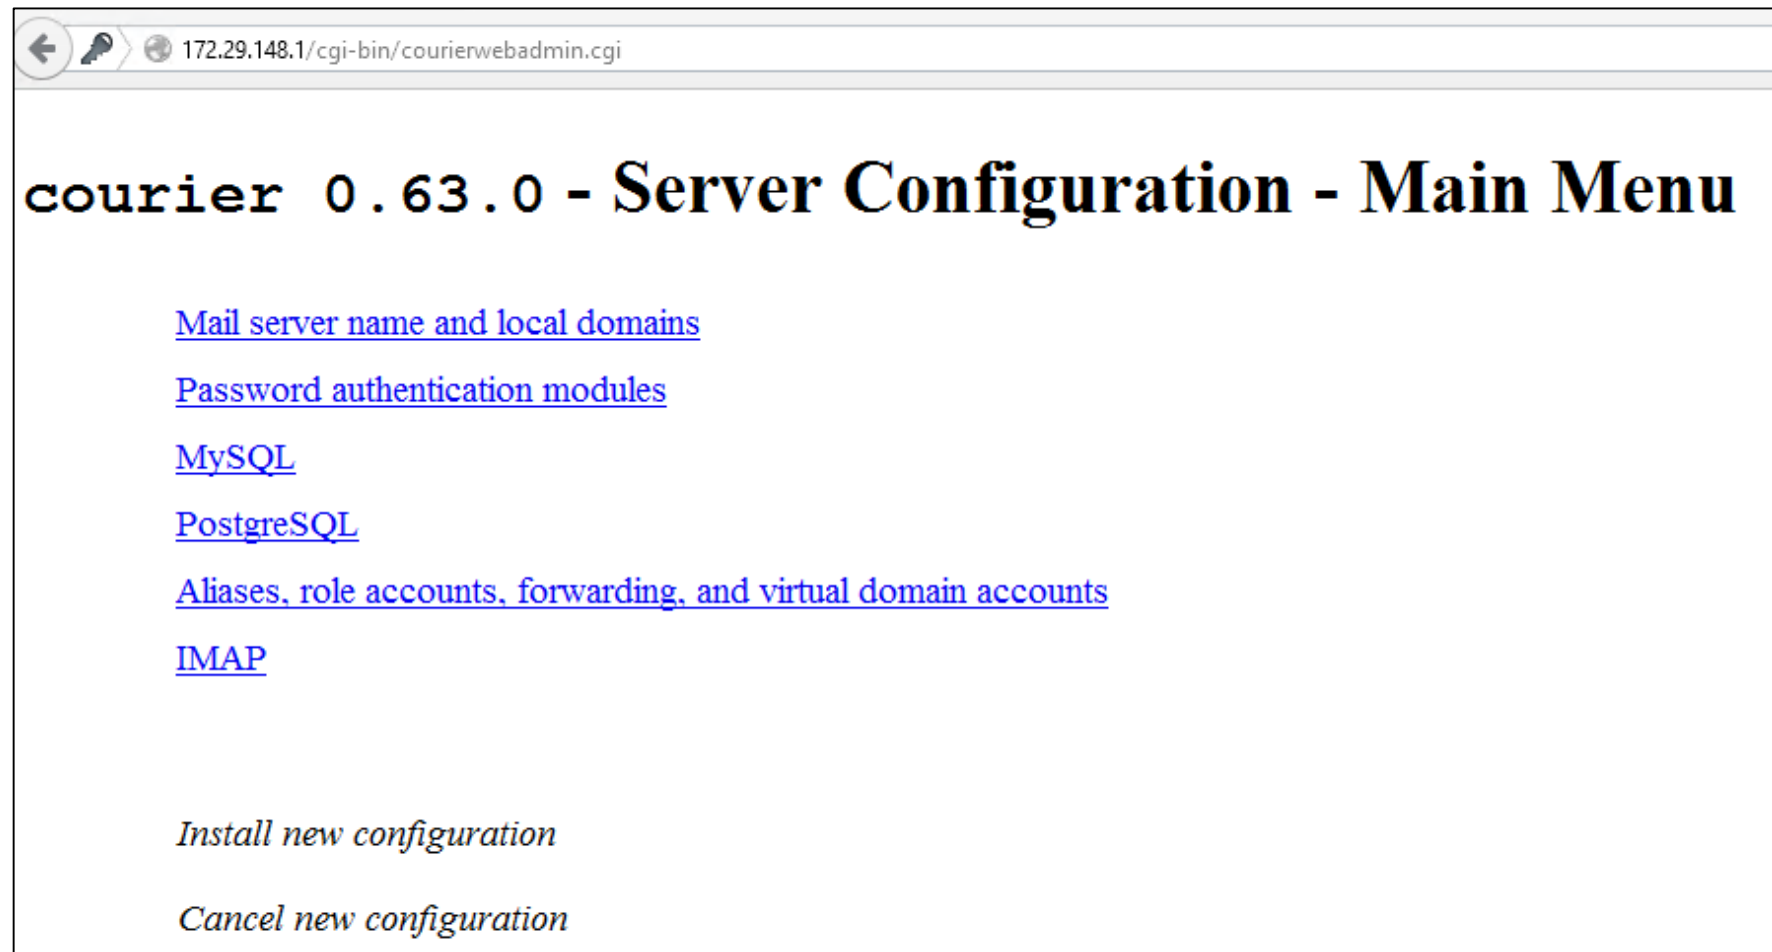 172.29.148.1/cgi-bin/courierwebadmin.cgi
courier 0.63.0 - Server Configuration - Main Menu
Mail server name and local domains
Password authentication modules
MySQL
PostgreSQL
Aliases, role accounts, forwarding, and virtual domain accounts
IMAP
Install new configuration
Cancel new configuration